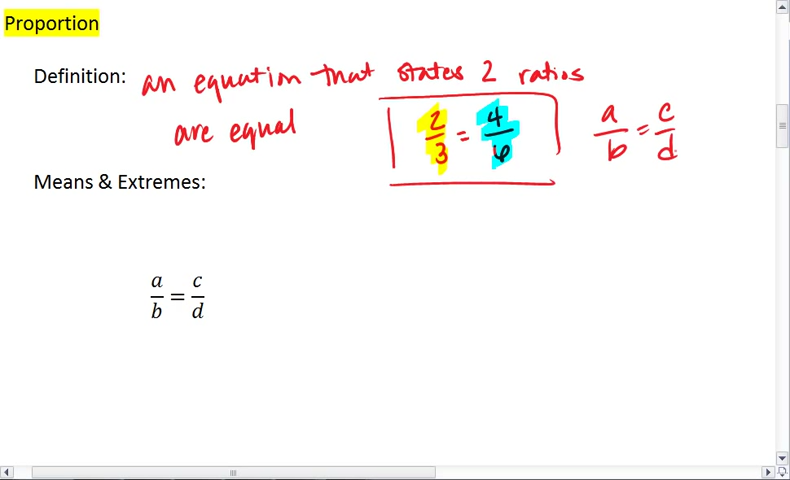 Proportion
Definition: an equation that states 2 ratios
are equal 2/3 = 4/6 a/b = c/d
Means & Extremes:
a/b = c/d